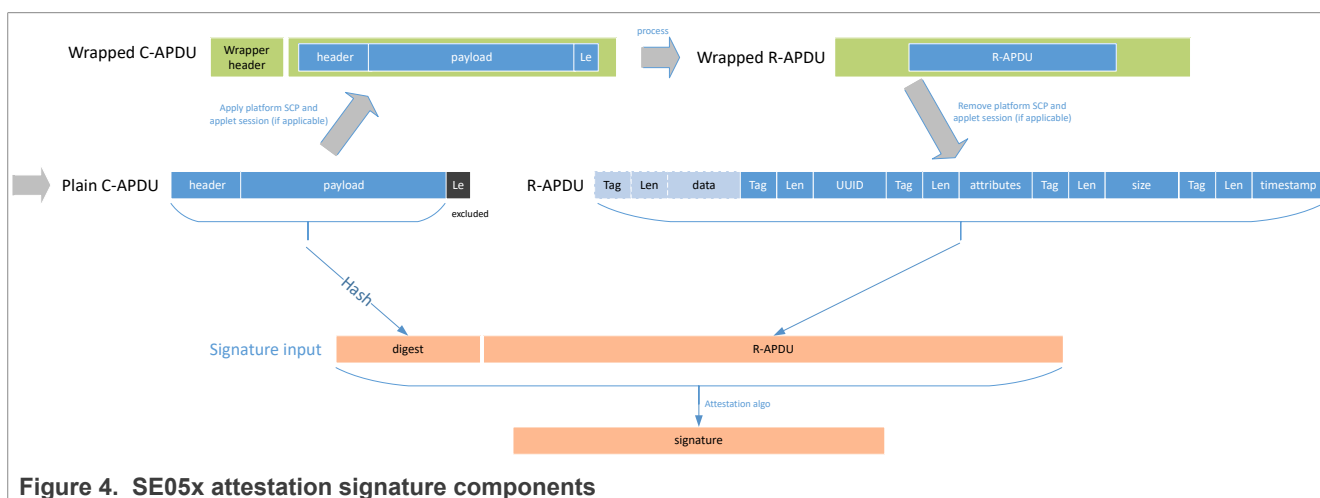 Wrapped C-APDU
Wrapper
header
header
payload
Le
process
Wrapped R-APDU
R-APDU
Apply platform SCP and
applet session (if applicable)
Remove platform SCP and
applet session (if applicable)
Plain C-APDU
header
payload
Le
excluded
R-APDU
Tag
Len
data
Tag
Len
UUID
Tag
Len
attributes
Tag
Len
size
Tag
Len
timestamp
Hash
Signature input
digest
R-APDU
Attestation algo
signature
Figure 4. SE05x attestation signature components